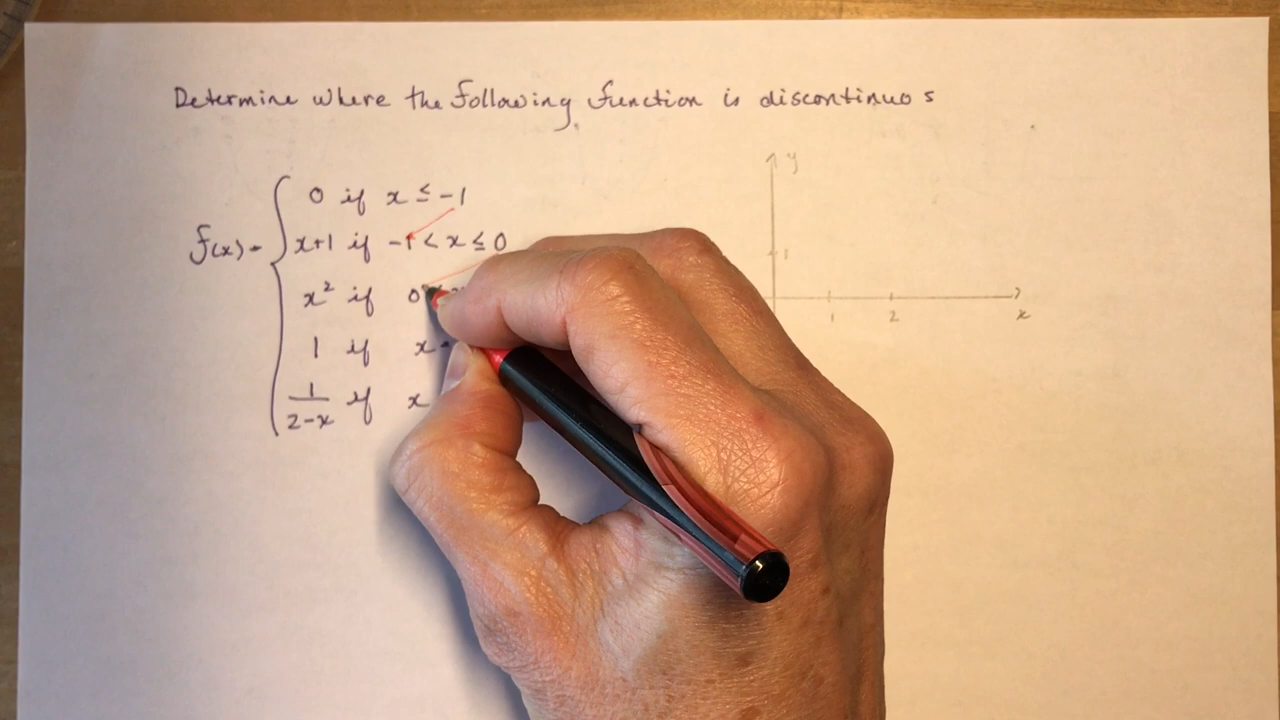 Determine where the following function is discontinuo s
f(x) = { 0 if x ≤ -1
x+1 if -1 < x ≤ 0
x² if 0
1 if x
1/2-x if x
y
1
1 2
x